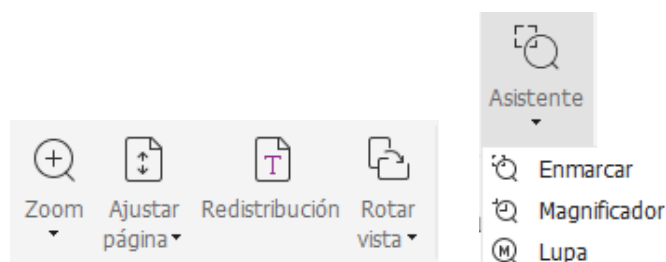 Asistente
Enmarcar
Magnificador
Lupa
Zoom
Ajustar página
Redistribución
Rotar vista